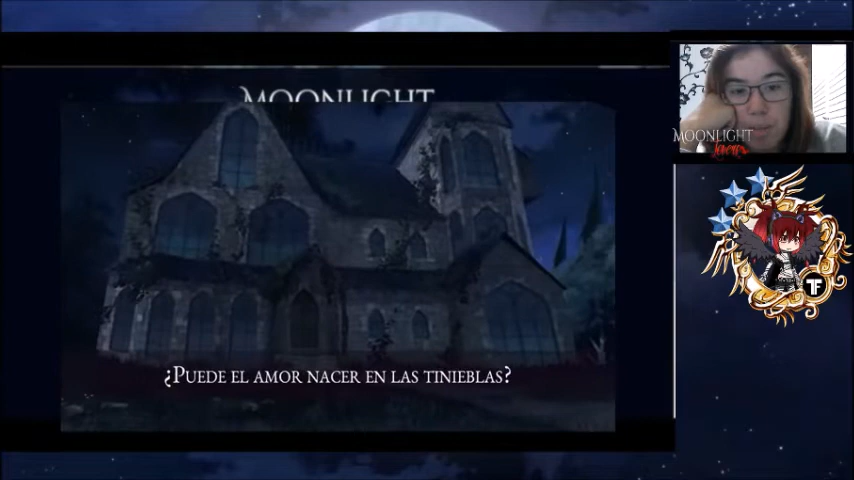 MOONLIGHT
¿PUEDE EL AMOR NACER EN LAS TINIEBLAS?
MOONLIGHT
Lovers
TF